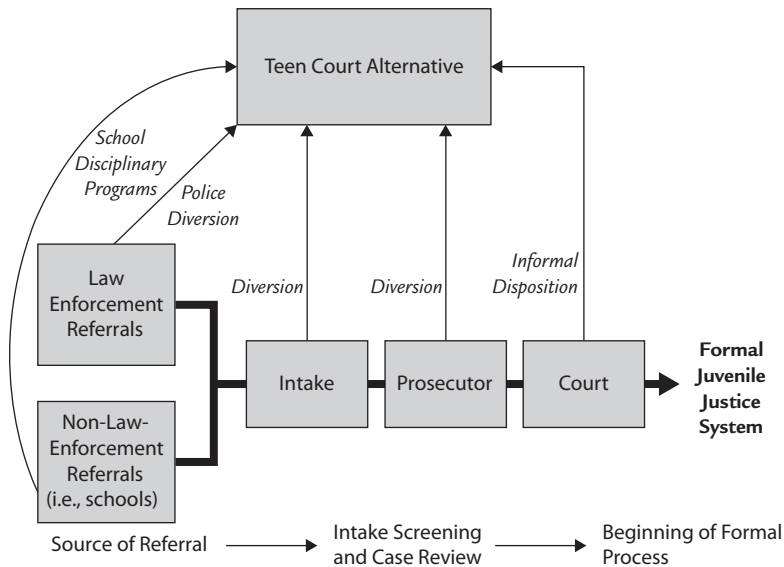 Teen Court Alternative
School
Disciplinary
Programs
Police
Diversion
Law
Enforcement
Referrals
Diversion
Diversion
Informal
Disposition
Intake
Prosecutor
Court
Formal
Juvenile
Justice
System
Non-Law-
Enforcement
Referrals
(i.e., schools)
Source of Referral
Intake Screening
and Case Review
Beginning of Formal
Process